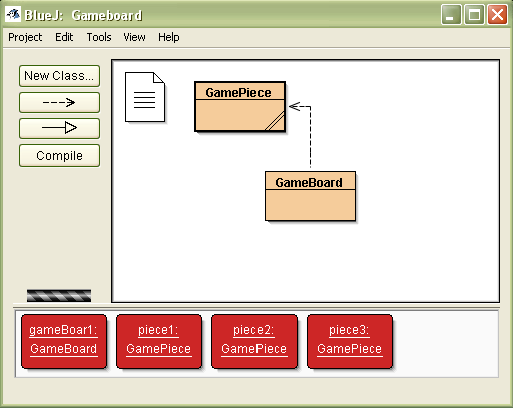 BlueJ: Gameboard
Project Edit Tools View Help
New Class...
Compile
GamePiece
GameBoard
gameBoar1:
GameBoard
piece1:
GamePiece
piece2:
GamePiece
piece3:
GamePiece